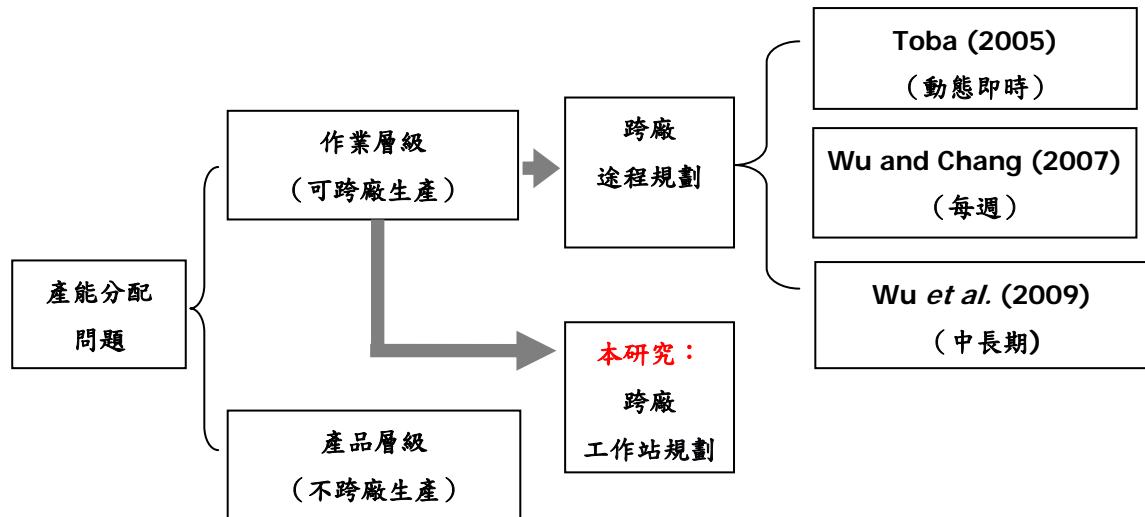 產能分配
問題
作業層級
（可跨廠生產）
產品層級
（不跨廠生產）
跨廠
途程規劃
本研究：
跨廠
工作站規劃
Toba (2005)
（動態即時）
Wu and Chang (2007)
（每週）
Wu et al. (2009)
（中長期)